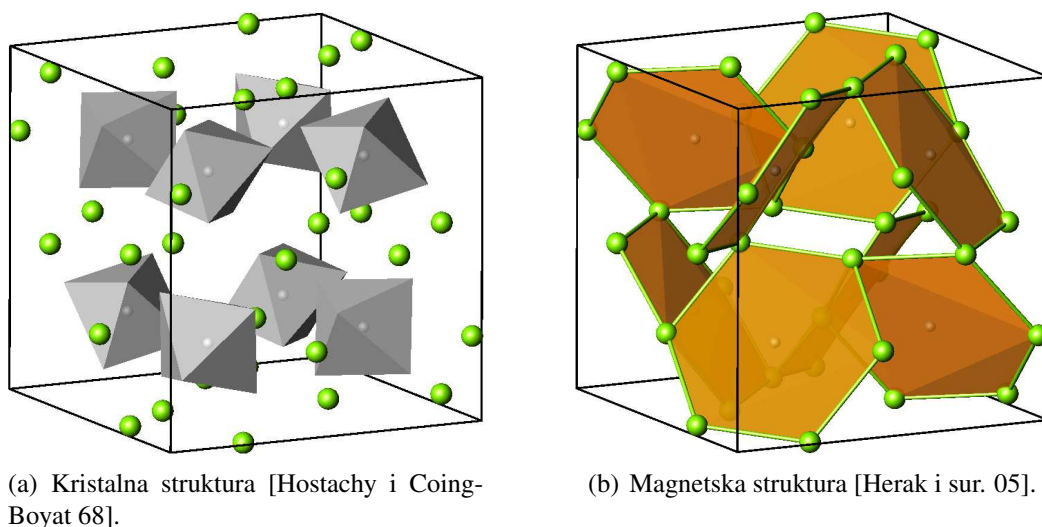 (a) Kristalna struktura [Hostachy i Coing-
Boyat 68].
(b) Magnetska struktura [Herak i sur. 05].